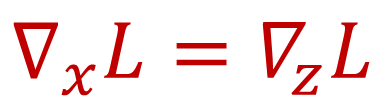 ∇ₓL = ∇_zL